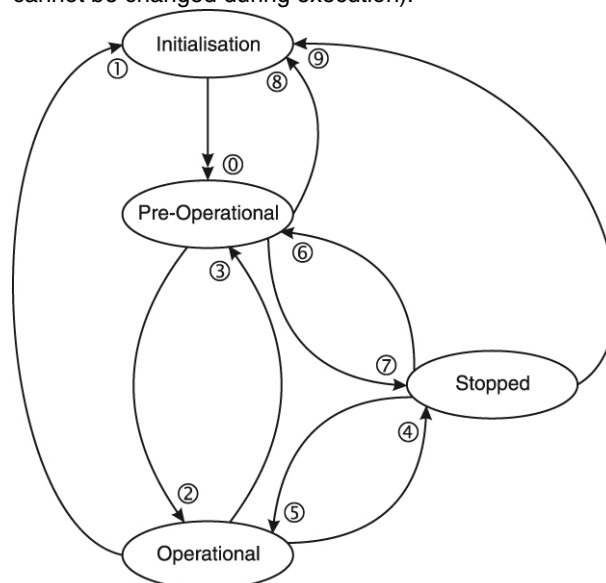 cannot be changed during execution).
Initialisation
①
⑨
⑧
⓪
Pre-Operational
③
⑥
⑦
Stopped
④
②
⑤
Operational